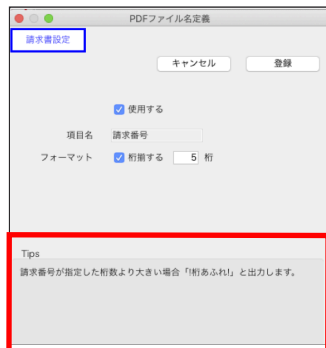 PDFファイル名定義
請求書設定
キャンセル 登録
使用する
項目名 請求番号
フォーマット 桁揃する 5 桁
Tips
請求番号が指定した桁数より大きい場合「!桁あふれ!」と出力します。